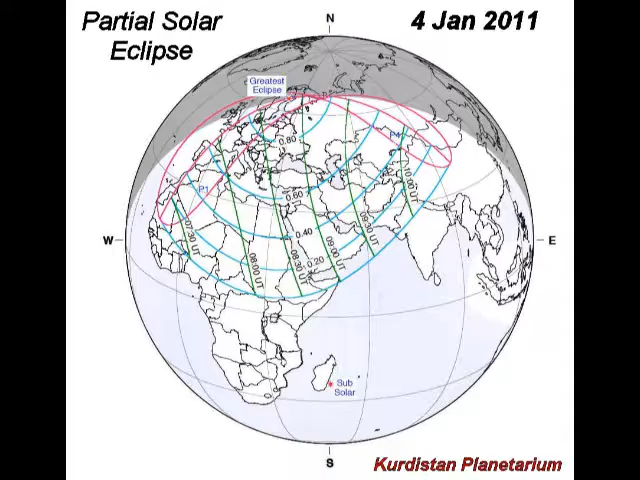 Partial Solar
Eclipse
4 Jan 2011
N
Greatest
Eclipse
0.80
P4
P1
0.60
10:00 UT
07:30 UT
0.40
09:30 UT
09:00 UT
0.20
08:30 UT
08:00 UT
W
E
Sub
Solar
S
Kurdistan Planetarium